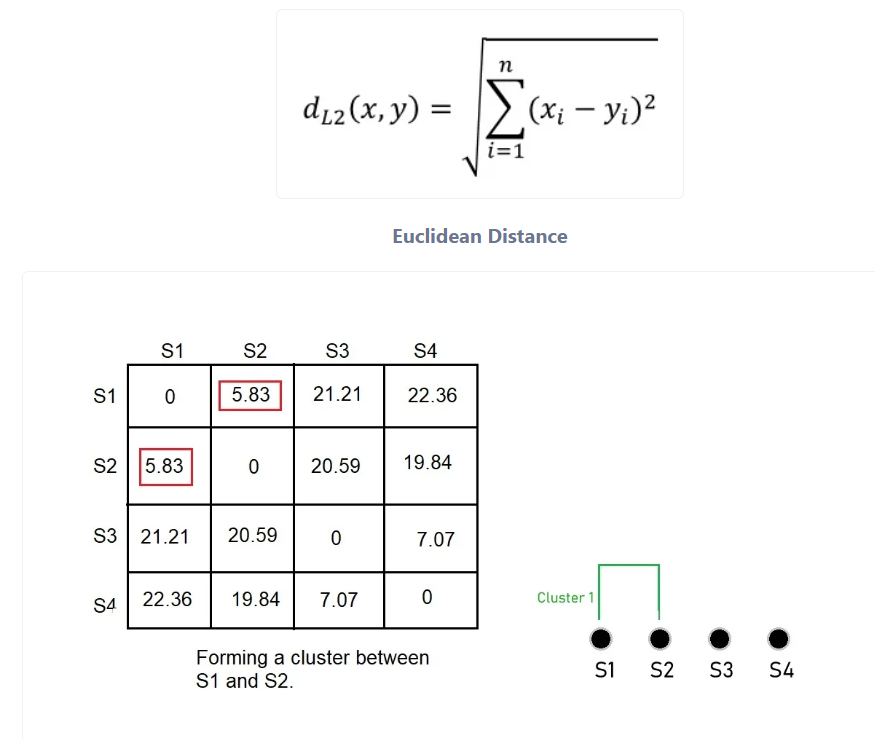 d_{L2}(x, y) = \sqrt{\sum_{i=1}^{n} (x_i − y_i)^2}
Euclidean Distance
S1 S2 S3 S4
S1 0 5.83 21.21 22.36
S2 5.83 0 20.59 19.84
S3 21.21 20.59 0 7.07
S4 22.36 19.84 7.07 0
Forming a cluster between
S1 and S2.
Cluster 1
S1 S2 S3 S4